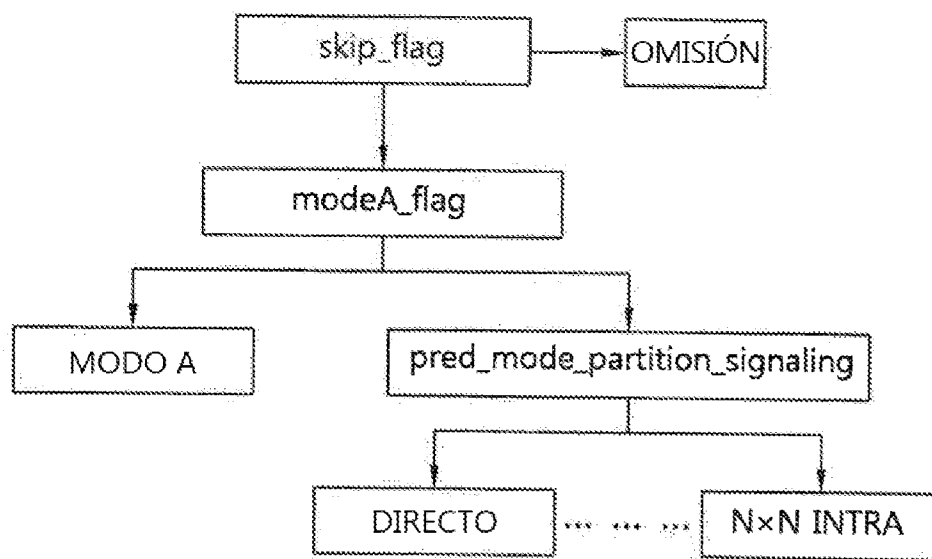 skip_flag
OMISIÓN
modeA_flag
MODO A
pred_mode_partition_signaling
DIRECTO
... ... ...
N×N INTRA